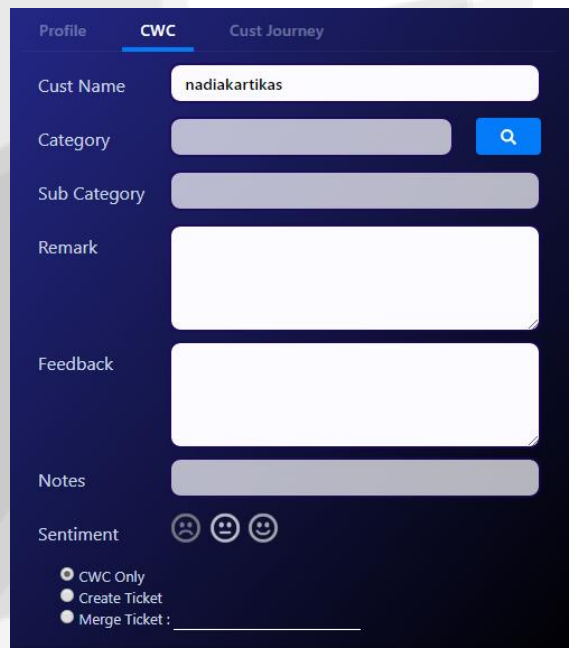 Profile CWC Cust Journey
Cust Name nadiakartikas
Category
Sub Category
Remark
Feedback
Notes
Sentiment
CWC Only
Create Ticket
Merge Ticket :